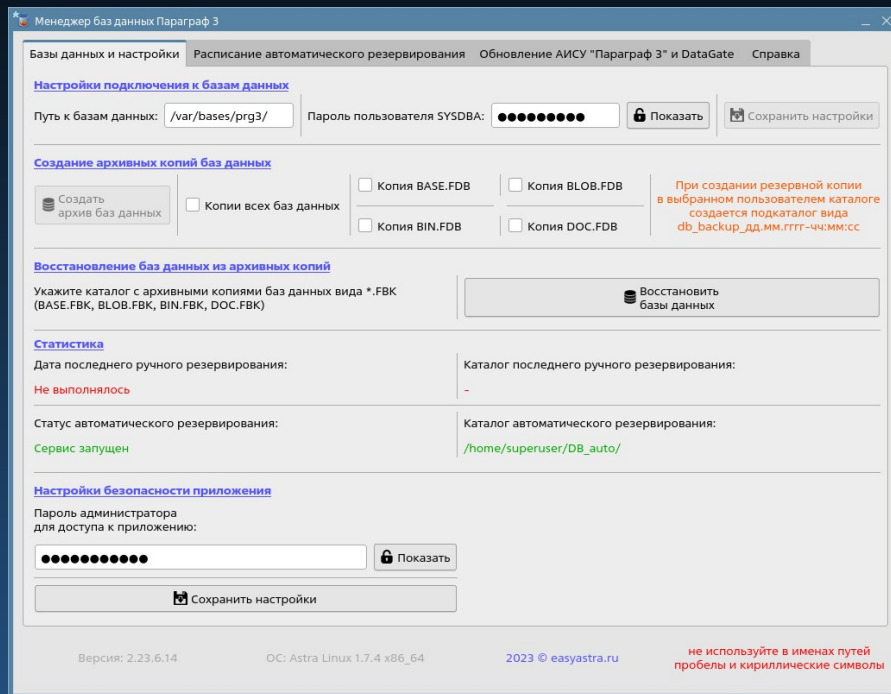 Менеджер баз данных Параграф 3
Базы данных и настройки Расписание автоматического резервирования Обновление АИСУ "Параграф 3" и DataGate Справка
Настройки подключения к базам данных
Путь к базам данных: /var/bases/prg3/ Пароль пользователя SYSDBA: ●●●●●●●●● Показать Сохранить настройки
Создание архивных копий баз данных
Создать
архив баз данных
Копии всех баз данных
Копия BASE.FDB Копия BLOB.FDB
Копия BIN.FDB Копия DOC.FDB
При создании резервной копии
в выбранном пользователем каталоге
создается подкаталог вида
db_backup_дд.мм.гггг-чч:мм:сс
Восстановление баз данных из архивных копий
Укажите каталог с архивными копиями баз данных вида *.FBK
(BASE.FBK, BLOB.FBK, BIN.FBK, DOC.FBK)
Восстановить
базы данных
Статистика
Дата последнего ручного резервирования: Каталог последнего ручного резервирования:
Не выполнялось -
Статус автоматического резервирования: Каталог автоматического резервирования:
Сервис запущен /home/superuser/DB_auto/
Настройки безопасности приложения
Пароль администратора
для доступа к приложению:
●●●●●●●●●●● Показать
Сохранить настройки
Версия: 2.23.6.14 ОС: Astra Linux 1.7.4 x86_64 2023 © easyastra.ru
не используйте в именах путей
пробелы и кириллические символы